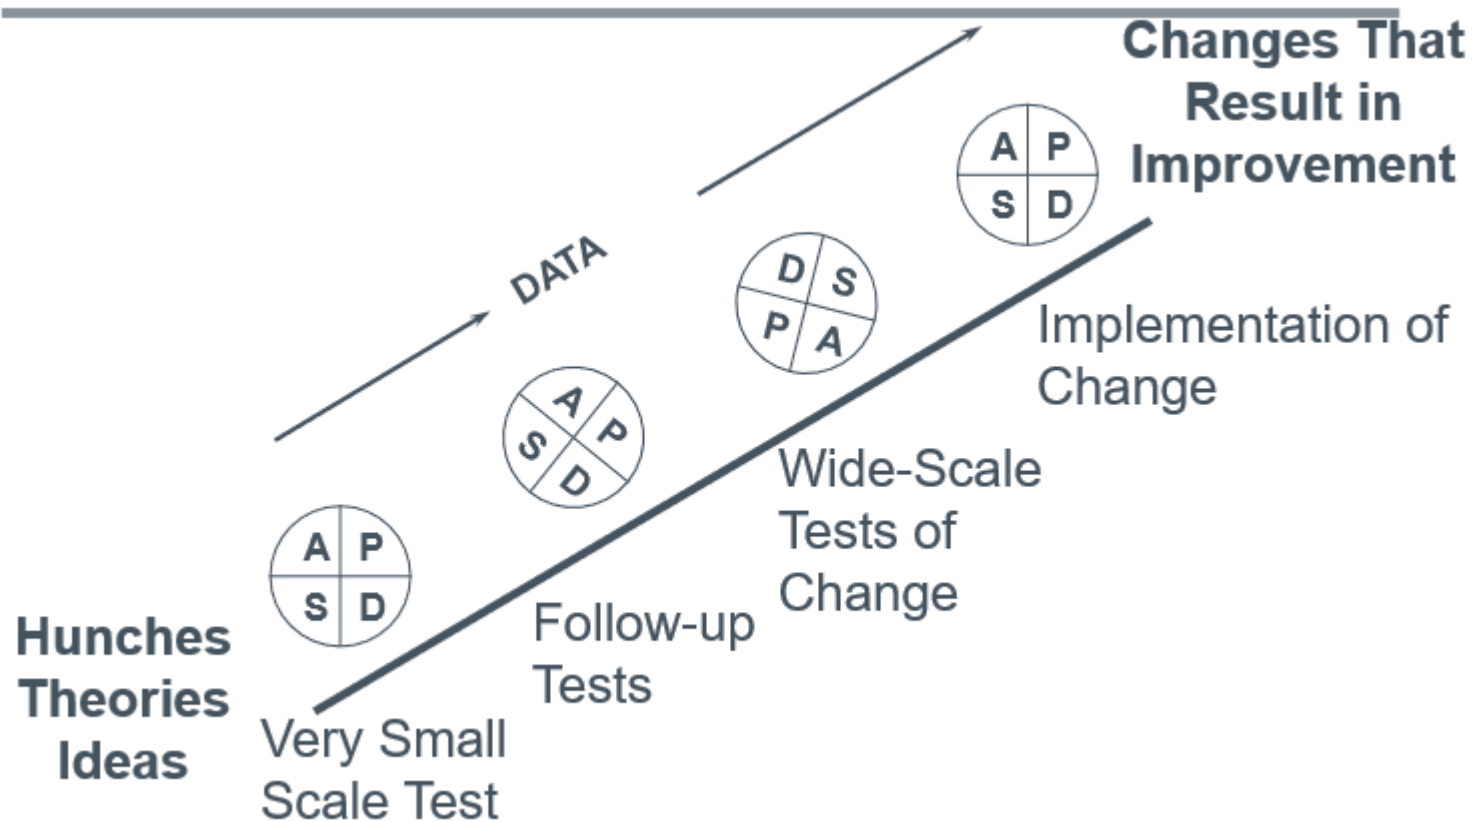 Changes That
Result in
Improvement
A P
S D
DATA
D S
P A
Implementation of
Change
A P
S D
Wide-Scale
Tests of
Change
A P
S D
Follow-up
Tests
Hunches
Theories
Ideas
Very Small
Scale Test